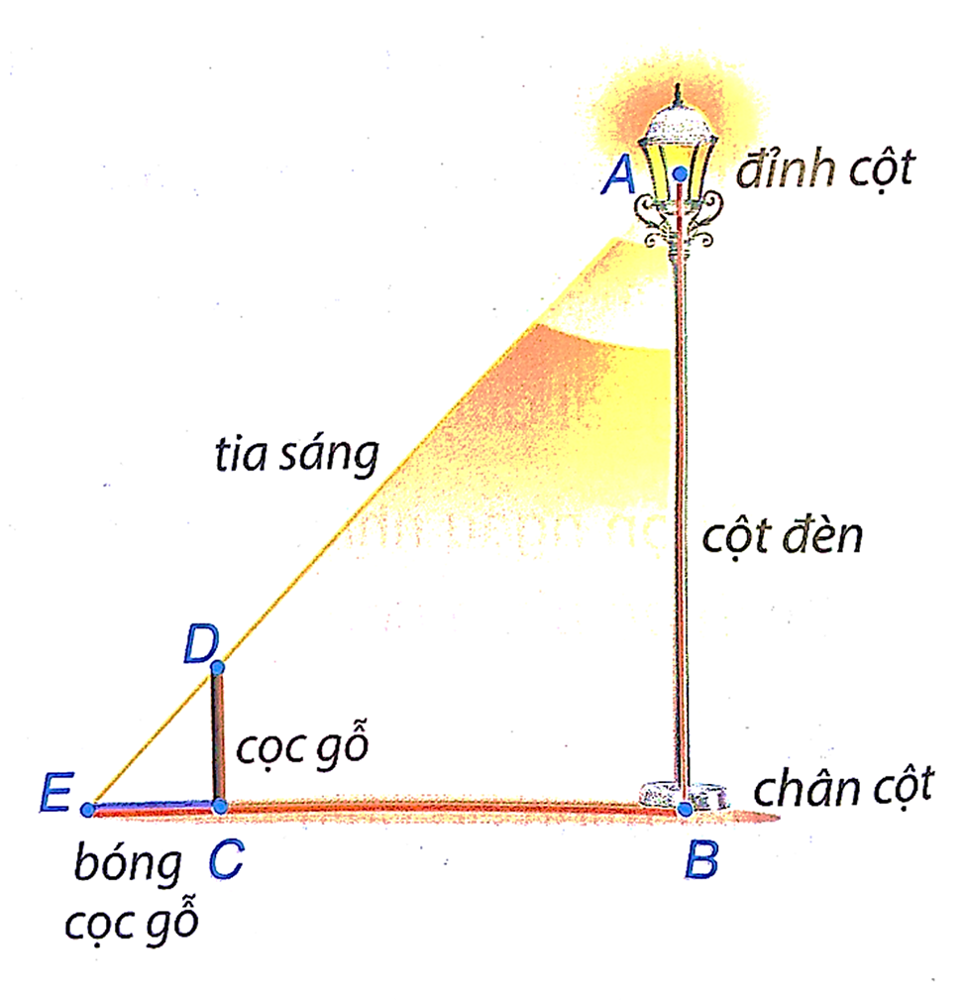 A
đỉnh cột
tia sáng
cột đèn
D
cọc gỗ
E
chân cột
bóng
cọc gỗ
C
B